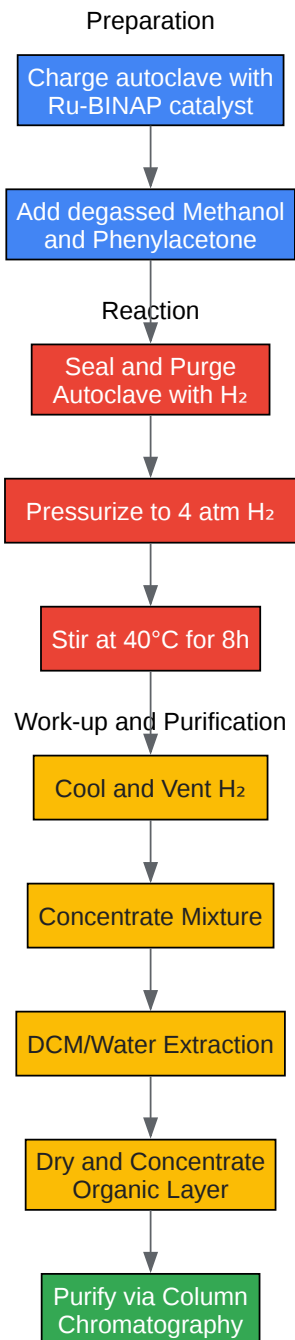 Preparation
Charge autoclave with
Ru-BINAP catalyst
Add degassed Methanol
and Phenylacetone
Reaction
Seal and Purge
Autoclave with H₂
Pressurize to 4 atm H₂
Stir at 40°C for 8h
Work-up and Purification
Cool and Vent H₂
Concentrate Mixture
DCM/Water Extraction
Dry and Concentrate
Organic Layer
Purify via Column
Chromatography